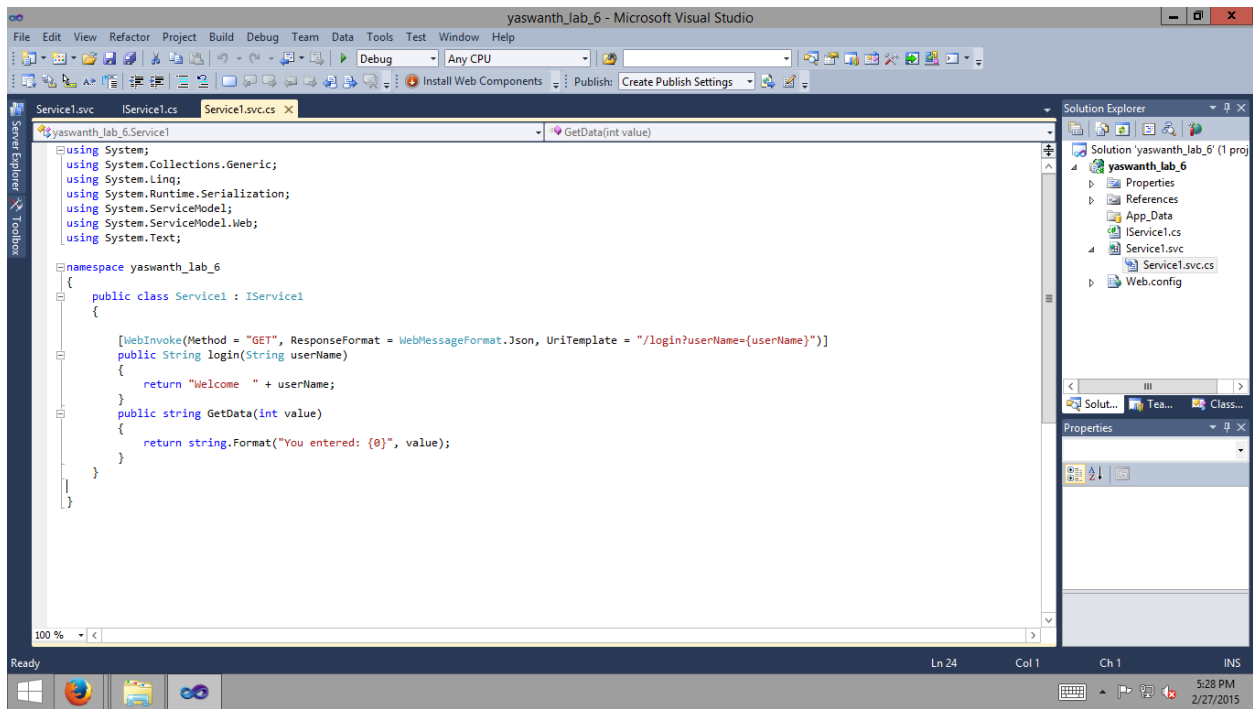 yaswanth_lab_6 - Microsoft Visual Studio
File Edit View Refactor Project Build Debug Team Data Tools Test Window Help
Debug Any CPU
Install Web Components Publish: Create Publish Settings
Server Explorer
Toolbox
Service1.svc IService1.cs Service1.svc.cs
yaswanth_lab_6.Service1 GetData(int value)
using System;
using System.Collections.Generic;
using System.Linq;
using System.Runtime.Serialization;
using System.ServiceModel;
using System.ServiceModel.Web;
using System.Text;
namespace yaswanth_lab_6
{
public class Service1 : IService1
{
[WebInvoke(Method = "GET", ResponseFormat = WebMessageFormat.Json, UriTemplate = "/login?userName={userName}")]
public String login(String userName)
{
return "Welcome  " + userName;
}
public string GetData(int value)
{
return string.Format("You entered: {0}", value);
}
}
}
100 %
Solution Explorer
Solution 'yaswanth_lab_6' (1 proj
yaswanth_lab_6
Properties
References
App_Data
IService1.cs
Service1.svc
Service1.svc.cs
Web.config
Solut... Tea... Class...
Properties
Ready Ln 24 Col 1 Ch 1 INS
5:28 PM
2/27/2015